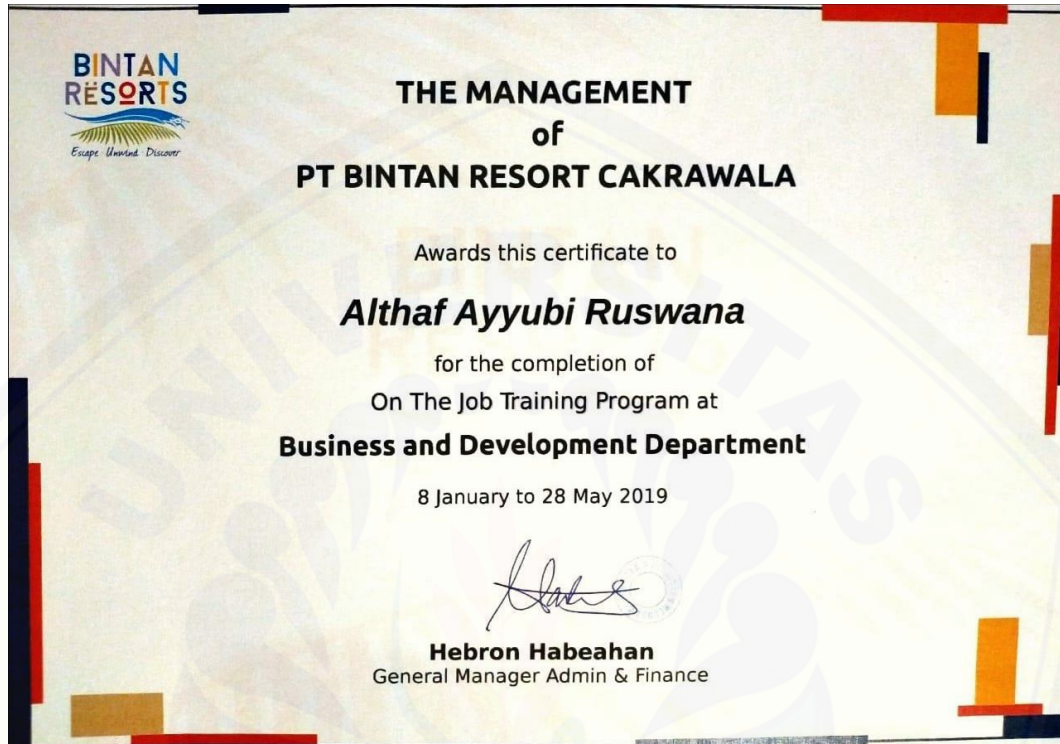 BINTAN
RËSORTS
Escape Unwind Discover
THE MANAGEMENT
of
PT BINTAN RESORT CAKRAWALA
Awards this certificate to
Althaf Ayyubi Ruswana
for the completion of
On The Job Training Program at
Business and Development Department
8 January to 28 May 2019
Hebron Habeahan
General Manager Admin & Finance
UNIVERSITAS